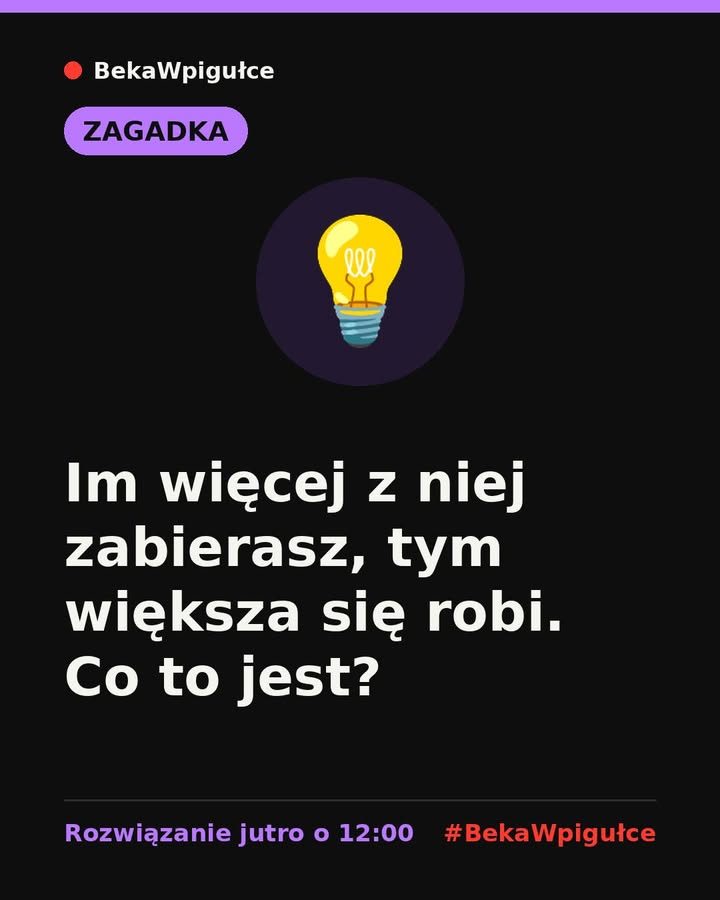 BekaWpigułce
ZAGADKA
Im więcej z niej
zabierasz, tym
większa się robi.
Co to jest?
Rozwiązanie jutro o 12:00 #BekaWpigułce